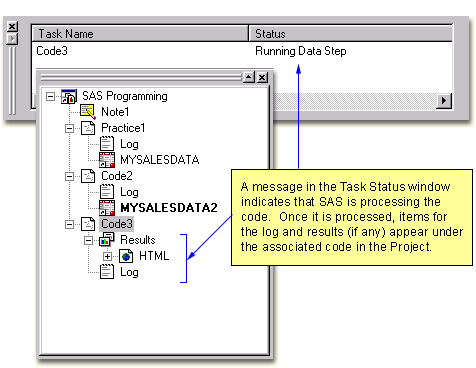 Task Name Status
Code3 Running Data Step
SAS Programming
Note1
Practice1
Log
MYSALESDATA
Code2
Log
MYSALESDATA2
Code3
Results
HTML
Log
A message in the Task Status window
indicates that SAS is processing the
code. Once it is processed, items for
the log and results (if any) appear under
the associated code in the Project.